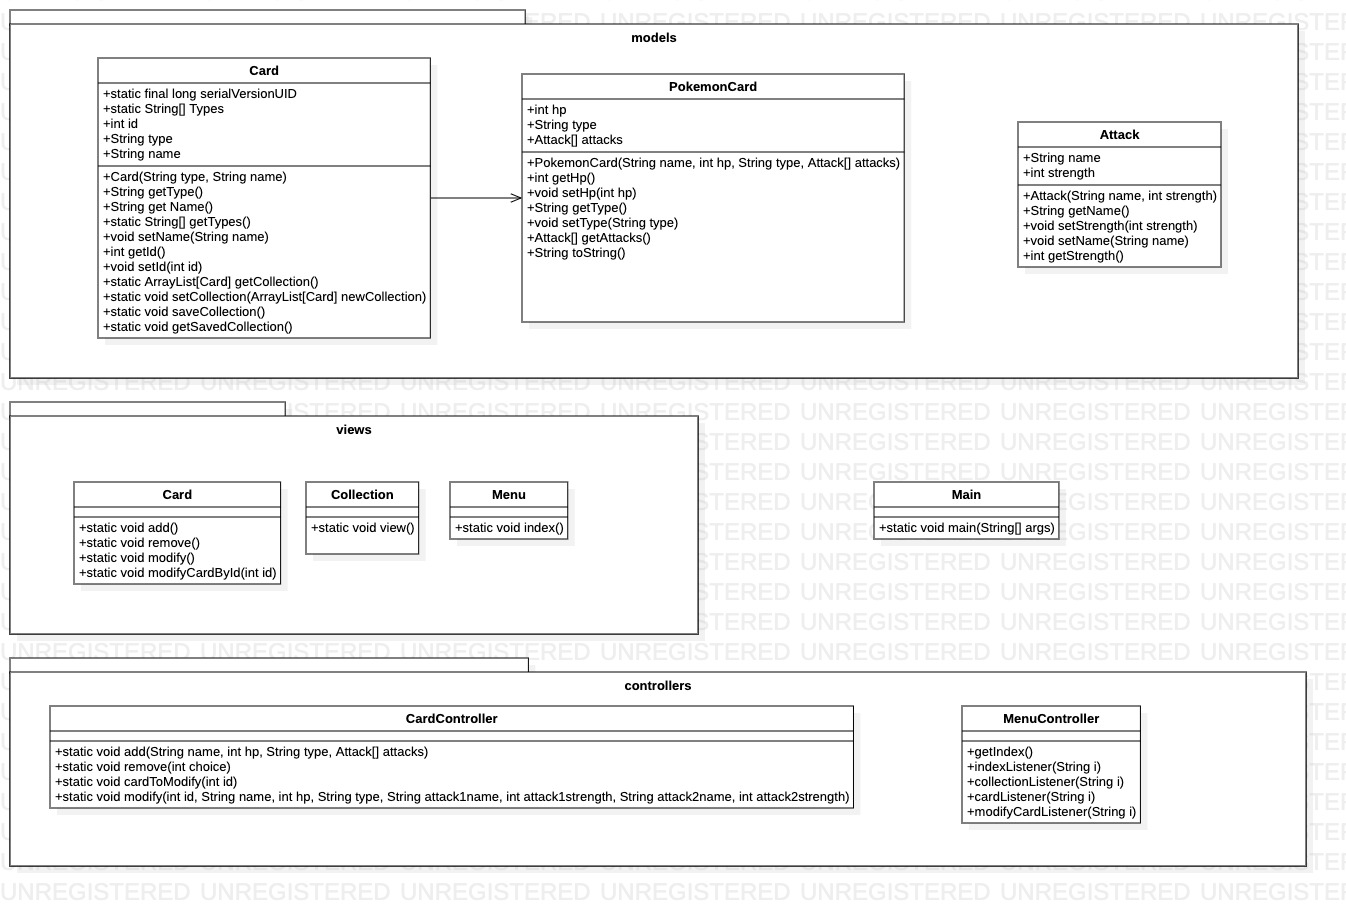 models
Card
+static final long serialVersionUID
+static String[] Types
+int id
+String type
+String name
+Card(String type, String name)
+String getType()
+String get Name()
+static String[] getTypes()
+void setName(String name)
+int getId()
+void setId(int id)
+static ArrayList[Card] getCollection()
+static void setCollection(ArrayList[Card] newCollection)
+static void saveCollection()
+static void getSavedCollection()
PokemonCard
+int hp
+String type
+Attack[] attacks
+PokemonCard(String name, int hp, String type, Attack[] attacks)
+int getHp()
+void setHp(int hp)
+String getType()
+void setType(String type)
+Attack[] getAttacks()
+String toString()
Attack
+String name
+int strength
+Attack(String name, int strength)
+String getName()
+void setStrength(int strength)
+void setName(String name)
+int getStrength()
views
Card
+static void add()
+static void remove()
+static void modify()
+static void modifyCardById(int id)
Collection
+static void view()
Menu
+static void index()
Main
+static void main(String[] args)
controllers
CardController
+static void add(String name, int hp, String type, Attack[] attacks)
+static void remove(int choice)
+static void cardToModify(int id)
+static void modify(int id, String name, int hp, String type, String attack1name, int attack1strength, String attack2name, int attack2strength)
MenuController
+getIndex()
+indexListener(String i)
+collectionListener(String i)
+cardListener(String i)
+modifyCardListener(String i)
UNREGISTERED UNREGISTERED UNREGISTERED UNREGISTERED UNREGISTERED UNREGISTERED